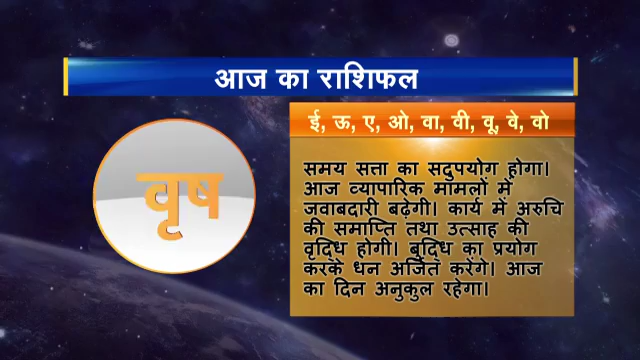 आज का राशिफल
ई, ऊ, ए, ओ, वा, वी, वू, वे, वो
वृष
समय सत्ता का सदुपयोग होगा।
आज व्यापारिक मामलों में
जवाबदारी बढ़ेगी। कार्य में अरुचि
की समाप्ति तथा उत्साह की
वृद्धि होगी। बुद्धि का प्रयोग
करके धन अर्जित करेंगे। आज
का दिन अनुकुल रहेगा।